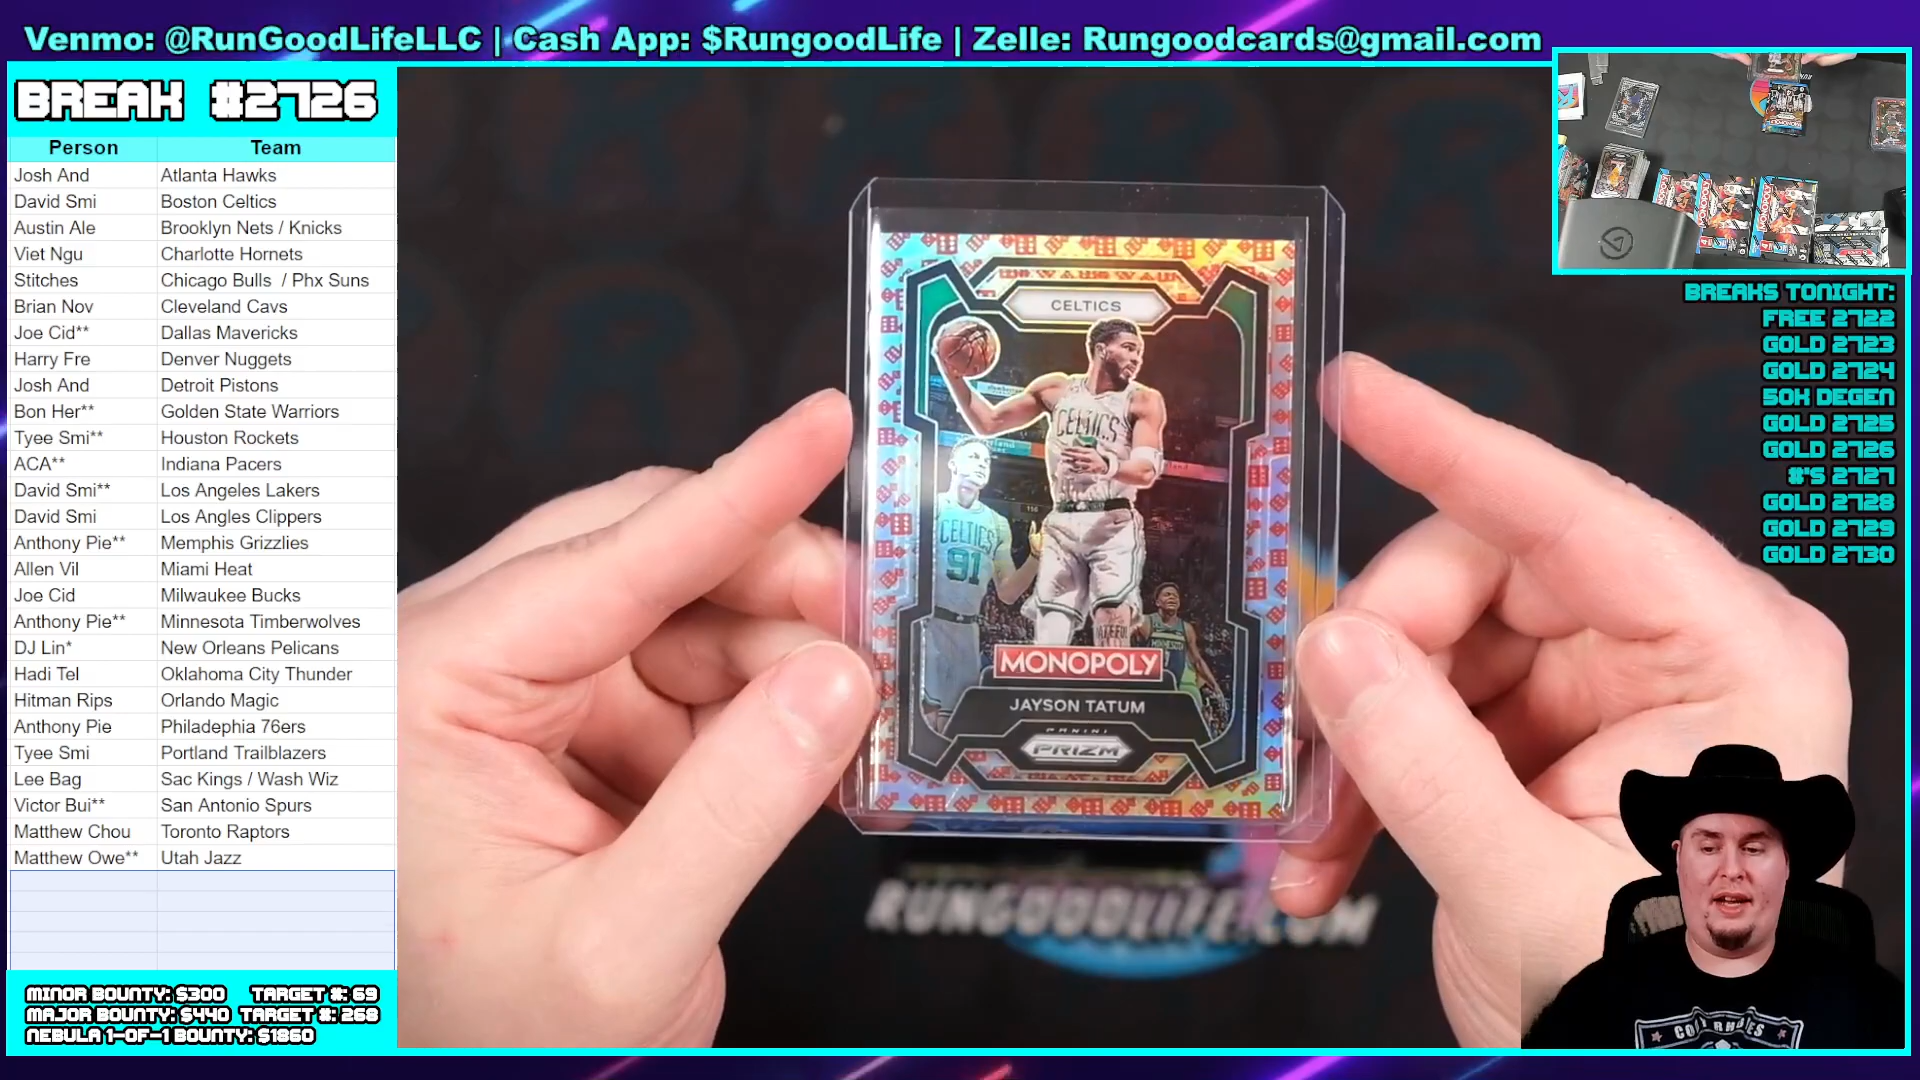 Venmo: @RunGoodLifeLLC | Cash App: $RungoodLife | Zelle: Rungoodcards@gmail.com
BREAK #2726
Person Team
Josh And Atlanta Hawks
David Smi Boston Celtics
Austin Ale Brooklyn Nets / Knicks
Viet Ngu Charlotte Hornets
Stitches Chicago Bulls / Phx Suns
Brian Nov Cleveland Cavs
Joe Cid** Dallas Mavericks
Harry Fre Denver Nuggets
Josh And Detroit Pistons
Bon Her** Golden State Warriors
Tyee Smi** Houston Rockets
ACA** Indiana Pacers
David Smi** Los Angeles Lakers
David Smi Los Angles Clippers
Anthony Pie** Memphis Grizzlies
Allen Vil Miami Heat
Joe Cid Milwaukee Bucks
Anthony Pie** Minnesota Timberwolves
DJ Lin* New Orleans Pelicans
Hadi Tel Oklahoma City Thunder
Hitman Rips Orlando Magic
Anthony Pie Philadephia 76ers
Tyee Smi Portland Trailblazers
Lee Bag Sac Kings / Wash Wiz
Victor Bui** San Antonio Spurs
Matthew Chou Toronto Raptors
Matthew Owe** Utah Jazz
MINOR BOUNTY: $300 TARGET #: 69
MAJOR BOUNTY: $440 TARGET #: 268
NEBULA 1-OF-1 BOUNTY: $1860
CELTICS
CELTICS
CELTICS
91
MONOPOLY
JAYSON TATUM
PANINI
PRIZM
RUNGOODLIFE.COM
MONOPOLY
MONOPOLY
BREAKS TONIGHT:
FREE 2722
GOLD 2723
GOLD 2724
50K DEGEN
GOLD 2725
GOLD 2726
#'S 2727
GOLD 2728
GOLD 2729
GOLD 2730